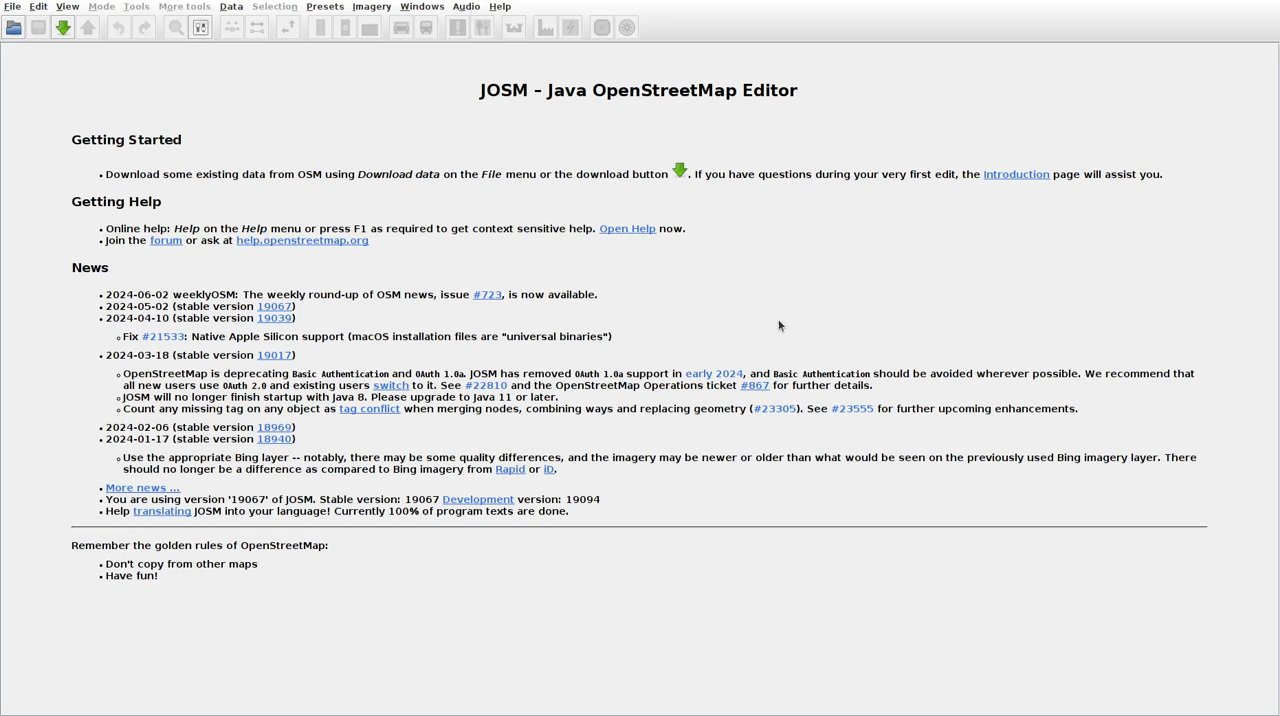 File Edit View Mode Tools More tools Data Selection Presets Imagery Windows Audio Help
JOSM – Java OpenStreetMap Editor
Getting Started
Download some existing data from OSM using Download data on the File menu or the download button . If you have questions during your very first edit, the Introduction page will assist you.
Getting Help
Online help: Help on the Help menu or press F1 as required to get context sensitive help. Open Help now.
Join the forum or ask at help.openstreetmap.org
News
2024-06-02 weeklyOSM: The weekly round-up of OSM news, issue #723, is now available.
2024-05-02 (stable version 19067)
2024-04-10 (stable version 19039)
Fix #21533: Native Apple Silicon support (macOS installation files are "universal binaries")
2024-03-18 (stable version 19017)
OpenStreetMap is deprecating Basic Authentication and OAuth 1.0a. JOSM has removed OAuth 1.0a support in early 2024, and Basic Authentication should be avoided wherever possible. We recommend that
all new users use OAuth 2.0 and existing users switch to it. See #22810 and the OpenStreetMap Operations ticket #867 for further details.
JOSM will no longer finish startup with Java 8. Please upgrade to Java 11 or later.
Count any missing tag on any object as tag conflict when merging nodes, combining ways and replacing geometry (#23305). See #23555 for further upcoming enhancements.
2024-02-06 (stable version 18969)
2024-01-17 (stable version 18940)
Use the appropriate Bing layer -- notably, there may be some quality differences, and the imagery may be newer or older than what would be seen on the previously used Bing imagery layer. There
should no longer be a difference as compared to Bing imagery from Rapid or iD.
More news ...
You are using version '19067' of JOSM. Stable version: 19067 Development version: 19094
Help translating JOSM into your language! Currently 100% of program texts are done.
Remember the golden rules of OpenStreetMap:
Don't copy from other maps
Have fun!